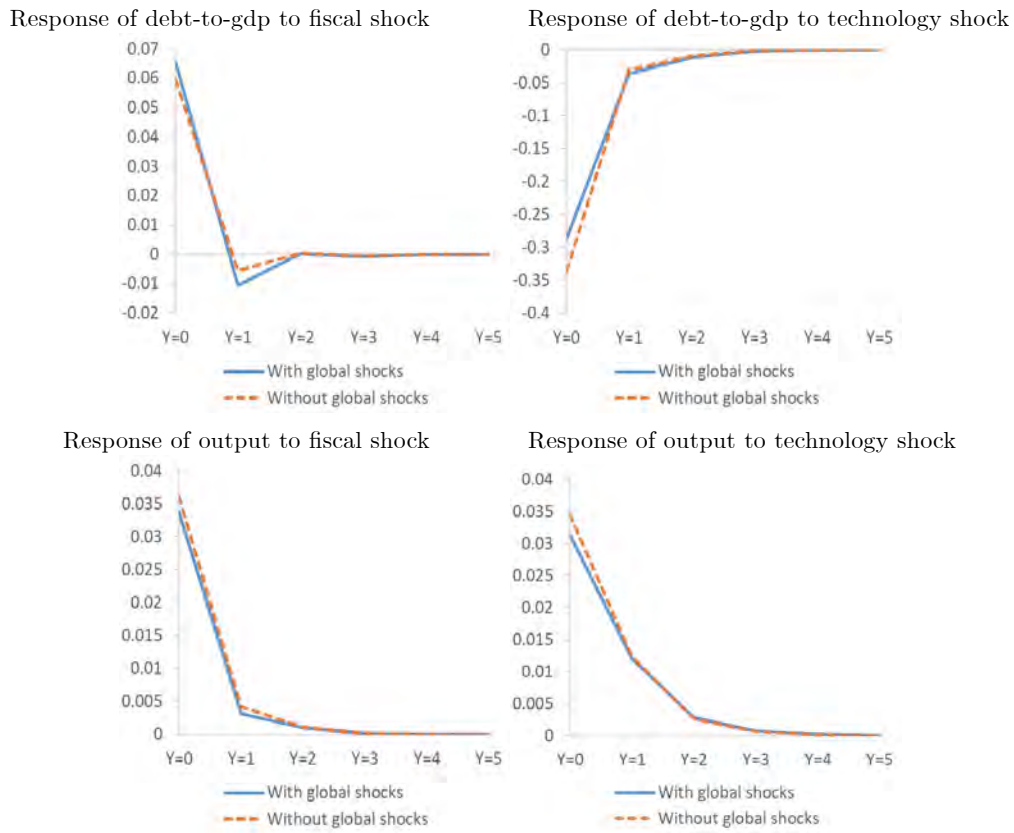 Response of debt-to-gdp to fiscal shock
0.07
0.06
0.05
0.04
0.03
0.02
0.01
0
-0.01
-0.02
Y=0 Y=1 Y=2 Y=3 Y=4 Y=5
With global shocks
Without global shocks
Response of debt-to-gdp to technology shock
0
-0.05
-0.1
-0.15
-0.2
-0.25
-0.3
-0.35
-0.4
Y=0 Y=1 Y=2 Y=3 Y=4 Y=5
With global shocks
Without global shocks
Response of output to fiscal shock
0.04
0.035
0.03
0.025
0.02
0.015
0.01
0.005
0
Y=0 Y=1 Y=2 Y=3 Y=4 Y=5
With global shocks
Without global shocks
Response of output to technology shock
0.04
0.035
0.03
0.025
0.02
0.015
0.01
0.005
0
Y=0 Y=1 Y=2 Y=3 Y=4 Y=5
With global shocks
Without global shocks